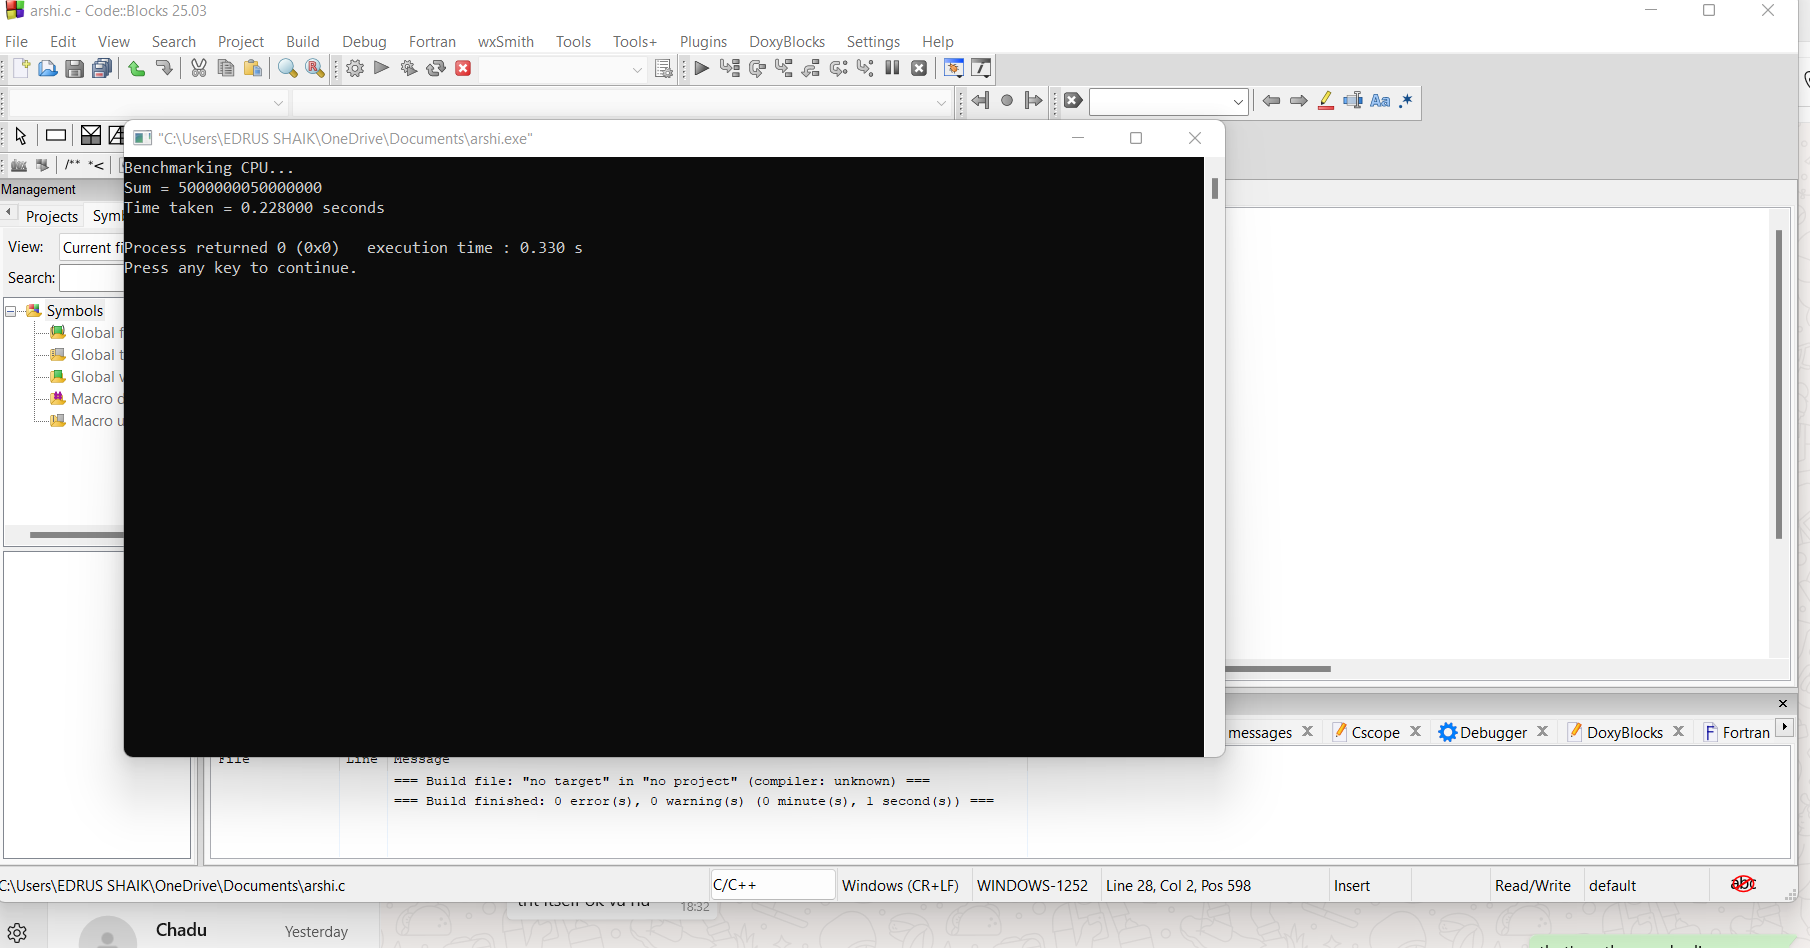 arshi.c - Code::Blocks 25.03
File Edit View Search Project Build Debug Fortran wxSmith Tools Tools+ Plugins DoxyBlocks Settings Help
"C:\Users\EDRUS SHAIK\OneDrive\Documents\arshi.exe"
Benchmarking CPU...
Sum = 5000000050000000
Time taken = 0.228000 seconds
Process returned 0 (0x0)   execution time : 0.330 s
Press any key to continue.
/** *<
Management
Projects Symb
View: Current fi
Search:
Symbols
Global f
Global t
Global v
Macro d
Macro u
messages Cscope Debugger DoxyBlocks Fortran
File Line Message
=== Build file: "no target" in "no project" (compiler: unknown) ===
=== Build finished: 0 error(s), 0 warning(s) (0 minute(s), 1 second(s)) ===
C:\Users\EDRUS SHAIK\OneDrive\Documents\arshi.c C/C++ Windows (CR+LF) WINDOWS-1252 Line 28, Col 2, Pos 598 Insert Read/Write default abc
18:32
Chadu Yesterday